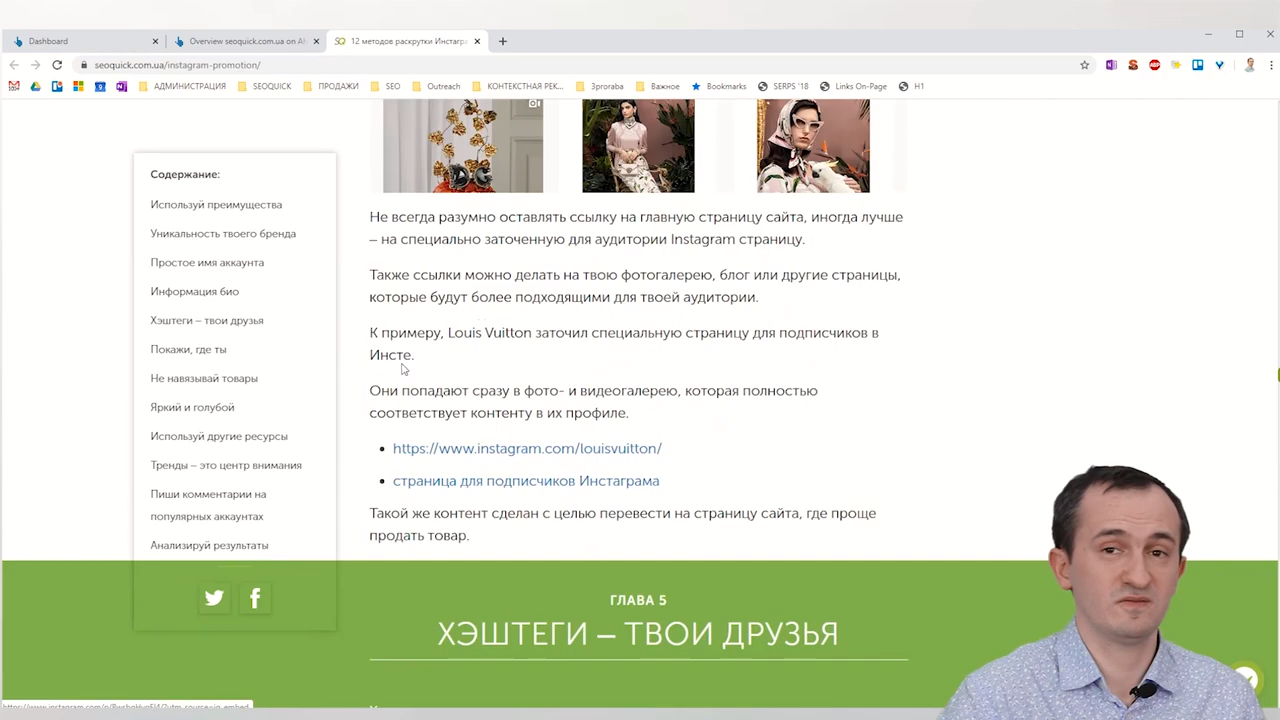 Dashboard
Overview seoquick.com.ua on Ah
12 методов раскрутки Инстагра
seoquick.com.ua/instagram-promotion/
АДМИНИСТРАЦИЯ
SEOQUICK
ПРОДАЖИ
SEO
Outreach
КОНТЕКСТНАЯ РЕК...
3proraba
Важное
Bookmarks
SERPS '18
Links On-Page
H1
Содержание:
Используй преимущества
Уникальность твоего бренда
Простое имя аккаунта
Информация био
Хэштеги – твои друзья
Покажи, где ты
Не навязывай товары
Яркий и голубой
Используй другие ресурсы
Тренды – это центр внимания
Пиши комментарии на
популярных аккаунтах
Анализируй результаты
Не всегда разумно оставлять ссылку на главную страницу сайта, иногда лучше
– на специально заточенную для аудитории Instagram страницу.
Также ссылки можно делать на твою фотогалерею, блог или другие страницы,
которые будут более подходящими для твоей аудитории.
К примеру, Louis Vuitton заточил специальную страницу для подписчиков в
Инсте.
Они попадают сразу в фото- и видеогалерею, которая полностью
соответствует контенту в их профиле.
https://www.instagram.com/louisvuitton/
страница для подписчиков Инстаграма
Такой же контент сделан с целью перевести на страницу сайта, где проще
продать товар.
ГЛАВА 5
ХЭШТЕГИ – ТВОИ ДРУЗЬЯ